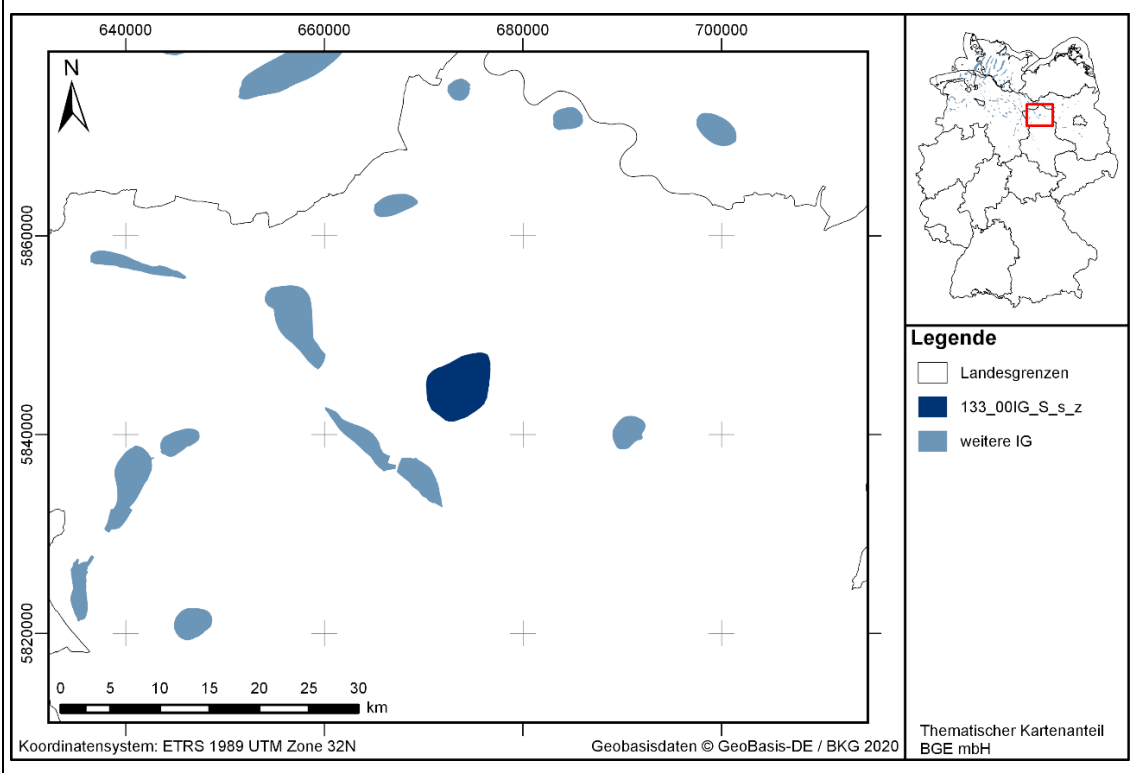 640000 660000 680000 700000
N
5860000
5840000
5820000
0 5 10 15 20 25 30
km
Koordinatensystem: ETRS 1989 UTM Zone 32N
Geobasisdaten © GeoBasis-DE / BKG 2020
Legende
Landesgrenzen
133_00IG_S_s_z
weitere IG
Thematischer Kartenanteil
BGE mbH